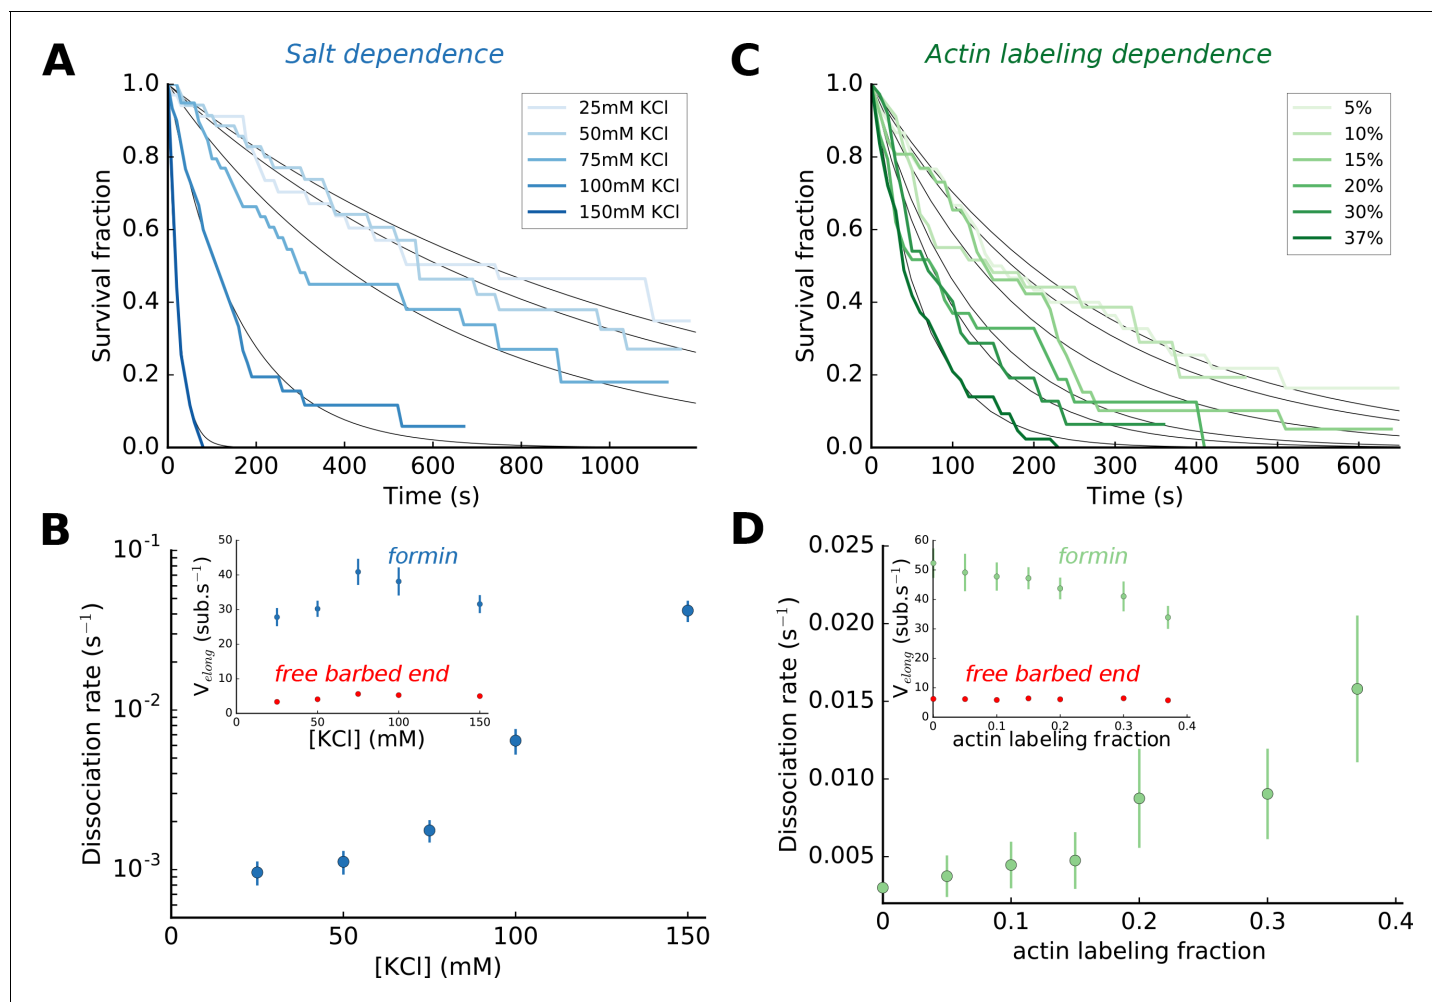 A
Salt dependence
1.0
0.8
0.6
0.4
0.2
0.0
Survival fraction
25mM KCl
50mM KCl
75mM KCl
100mM KCl
150mM KCl
0 200 400 600 800 1000
Time (s)
C
Actin labeling dependence
1.0
0.8
0.6
0.4
0.2
0.0
Survival fraction
5%
10%
15%
20%
30%
37%
0 100 200 300 400 500 600
Time (s)
B
10⁻¹
10⁻²
10⁻³
Dissociation rate (s⁻¹)
50
40
30
20
10
0
V_elong (sub.s⁻¹)
formin
free barbed end
0 50 100 150
[KCl] (mM)
0 50 100 150
[KCl] (mM)
D
0.025
0.020
0.015
0.010
0.005
Dissociation rate (s⁻¹)
60
50
40
30
20
10
0
V_elong (sub.s⁻¹)
formin
free barbed end
0 0.1 0.2 0.3 0.4
actin labeling fraction
0 0.1 0.2 0.3 0.4
actin labeling fraction